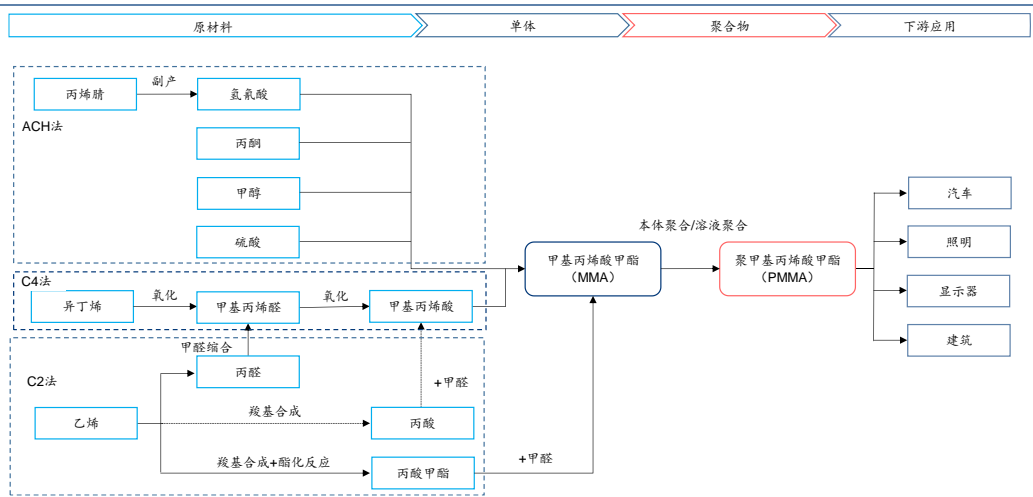 原材料
单体
聚合物
下游应用
ACH法
丙烯腈
副产
氢氰酸
丙酮
甲醇
硫酸
C4法
异丁烯
氧化
甲基丙烯醛
氧化
甲基丙烯酸
C2法
乙烯
甲醛缩合
丙醛
羰基合成
丙酸
+甲醛
羰基合成+酯化反应
丙酸甲酯
+甲醛
甲基丙烯酸甲酯
（MMA）
本体聚合/溶液聚合
聚甲基丙烯酸甲酯
（PMMA）
汽车
照明
显示器
建筑